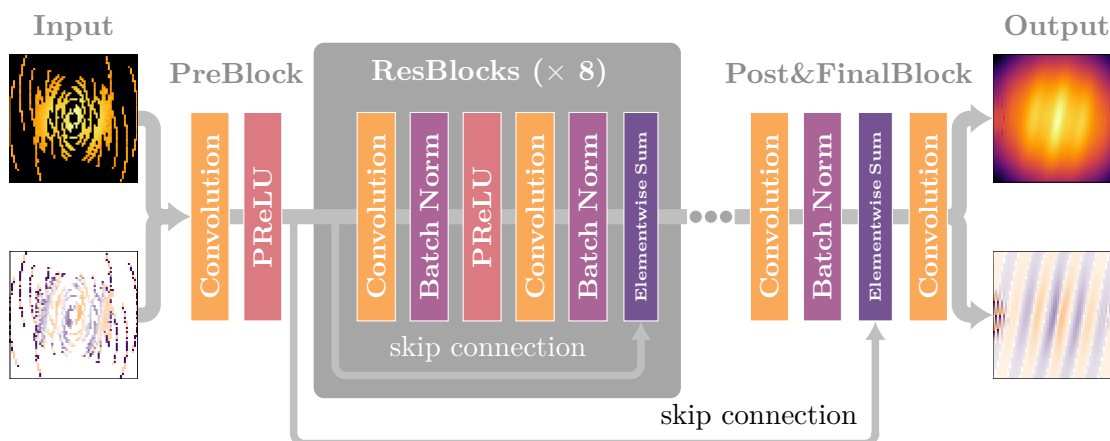 Input
Output
PreBlock
ResBlocks (× 8)
Post&FinalBlock
Convolution
PReLU
Convolution
Batch Norm
PReLU
Convolution
Batch Norm
Elementwise Sum
Convolution
Batch Norm
Elementwise Sum
Convolution
skip connection
skip connection